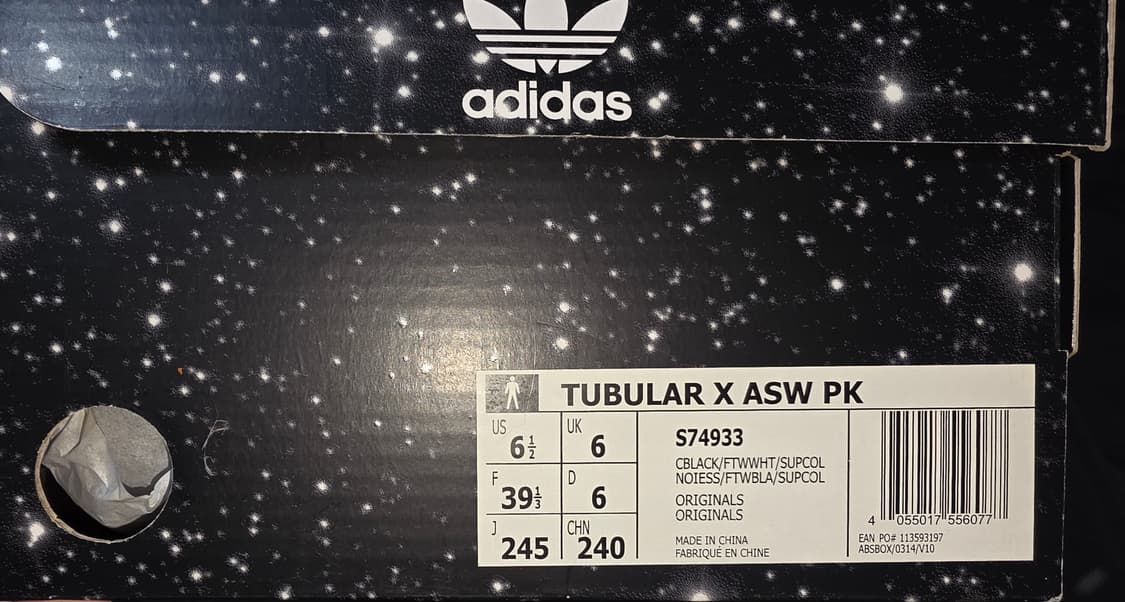 adidas
TUBULAR X ASW PK
US 6½ UK 6
F 39⅓ D 6
J 245 CHN 240
S74933
CBLACK/FTWWHT/SUPCOL
NOIESS/FTWBLA/SUPCOL
ORIGINALS
ORIGINALS
MADE IN CHINA
FABRIQUÉ EN CHINE
4 055017 556077
EAN PO# 113593197
ABSBOX/0314/V10